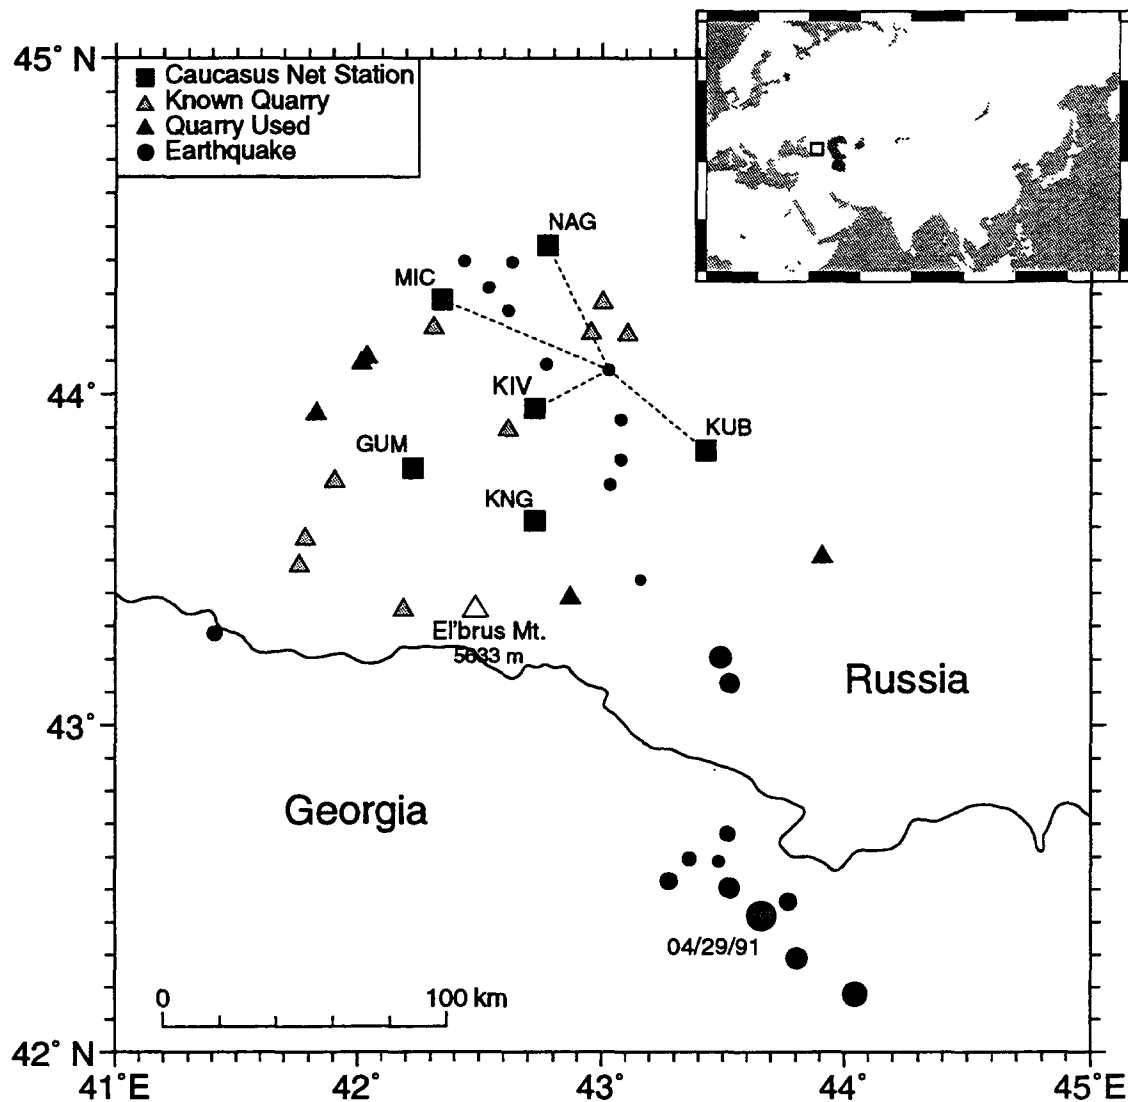 45° N
Caucasus Net Station
Known Quarry
Quarry Used
Earthquake
NAG
MIC
44°
KIV
KUB
GUM
KNG
El'brus Mt.
5633 m
Russia
43°
Georgia
04/29/91
0 100 km
42° N
41°E 42° 43° 44° 45°E